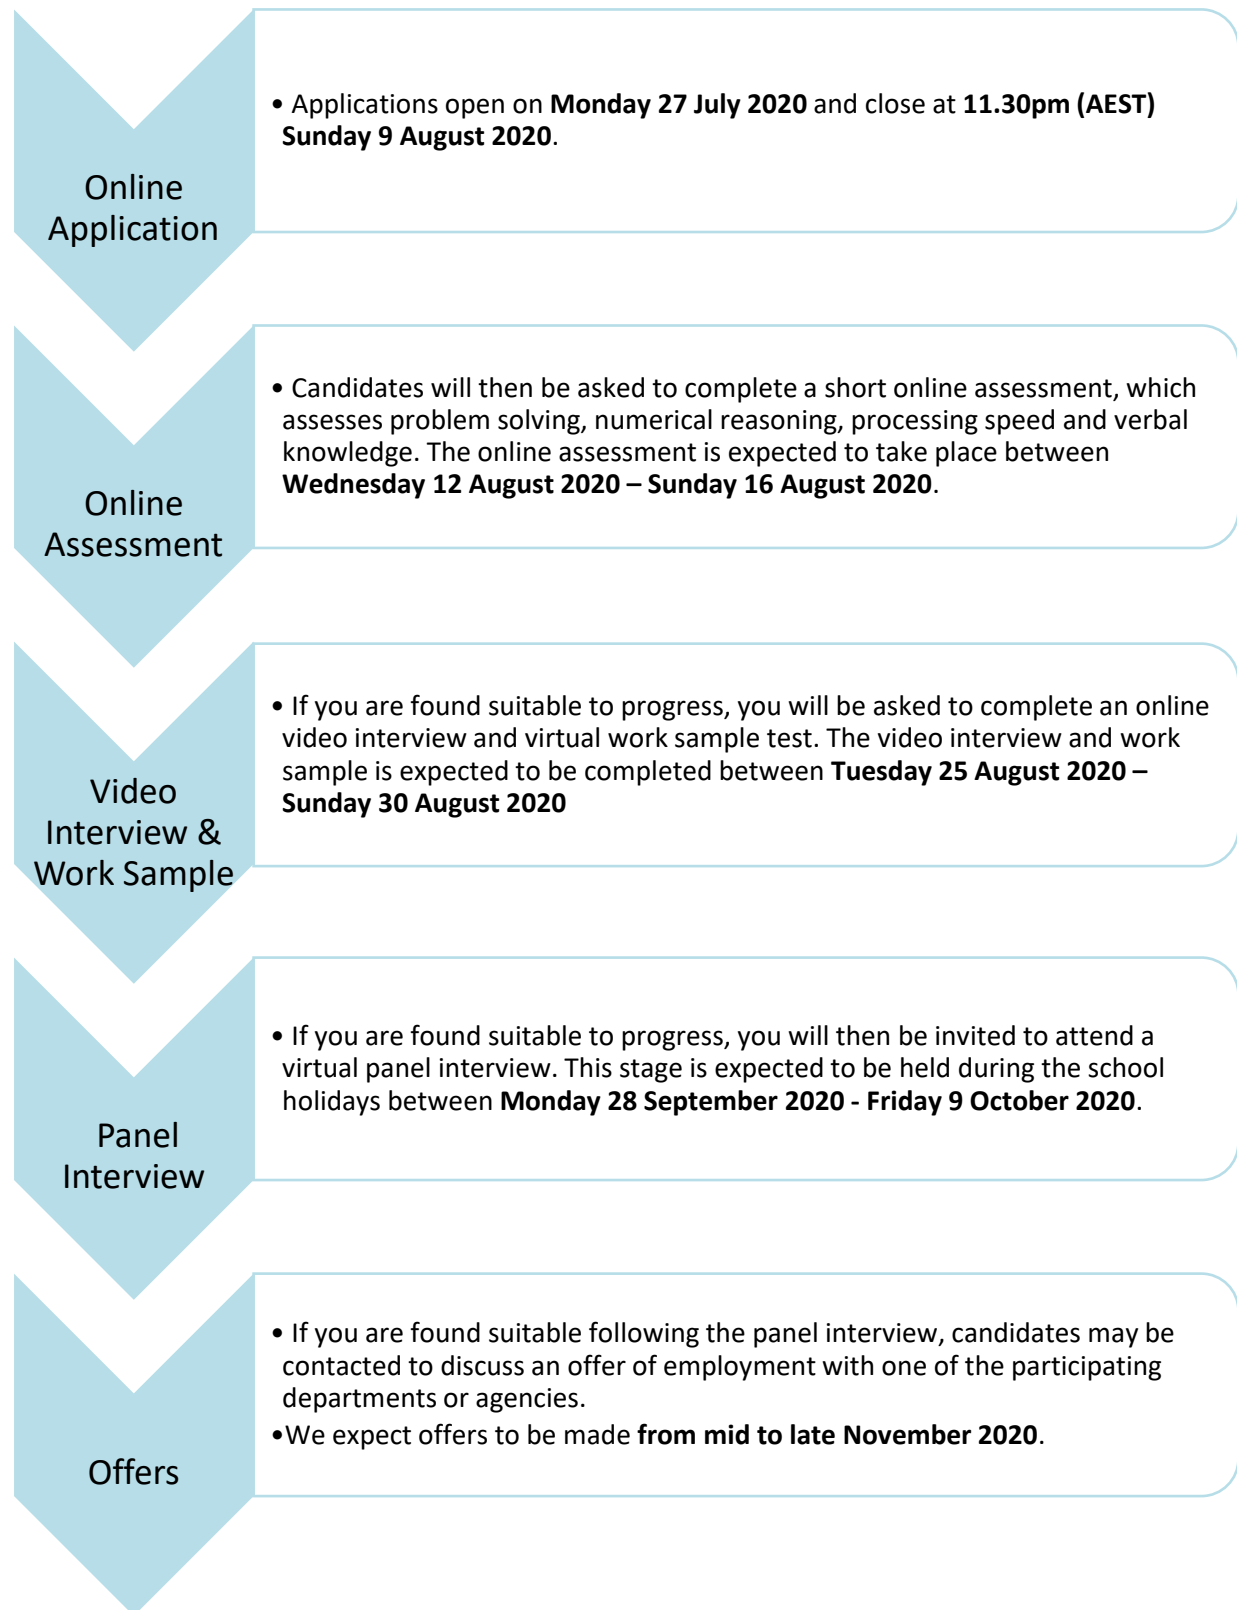 Online
Application
• Applications open on Monday 27 July 2020 and close at 11.30pm (AEST)
Sunday 9 August 2020.
Online
Assessment
• Candidates will then be asked to complete a short online assessment, which
assesses problem solving, numerical reasoning, processing speed and verbal
knowledge. The online assessment is expected to take place between
Wednesday 12 August 2020 – Sunday 16 August 2020.
Video
Interview &
Work Sample
• If you are found suitable to progress, you will be asked to complete an online
video interview and virtual work sample test. The video interview and work
sample is expected to be completed between Tuesday 25 August 2020 –
Sunday 30 August 2020
Panel
Interview
• If you are found suitable to progress, you will then be invited to attend a
virtual panel interview. This stage is expected to be held during the school
holidays between Monday 28 September 2020 - Friday 9 October 2020.
Offers
• If you are found suitable following the panel interview, candidates may be
contacted to discuss an offer of employment with one of the participating
departments or agencies.
•We expect offers to be made from mid to late November 2020.